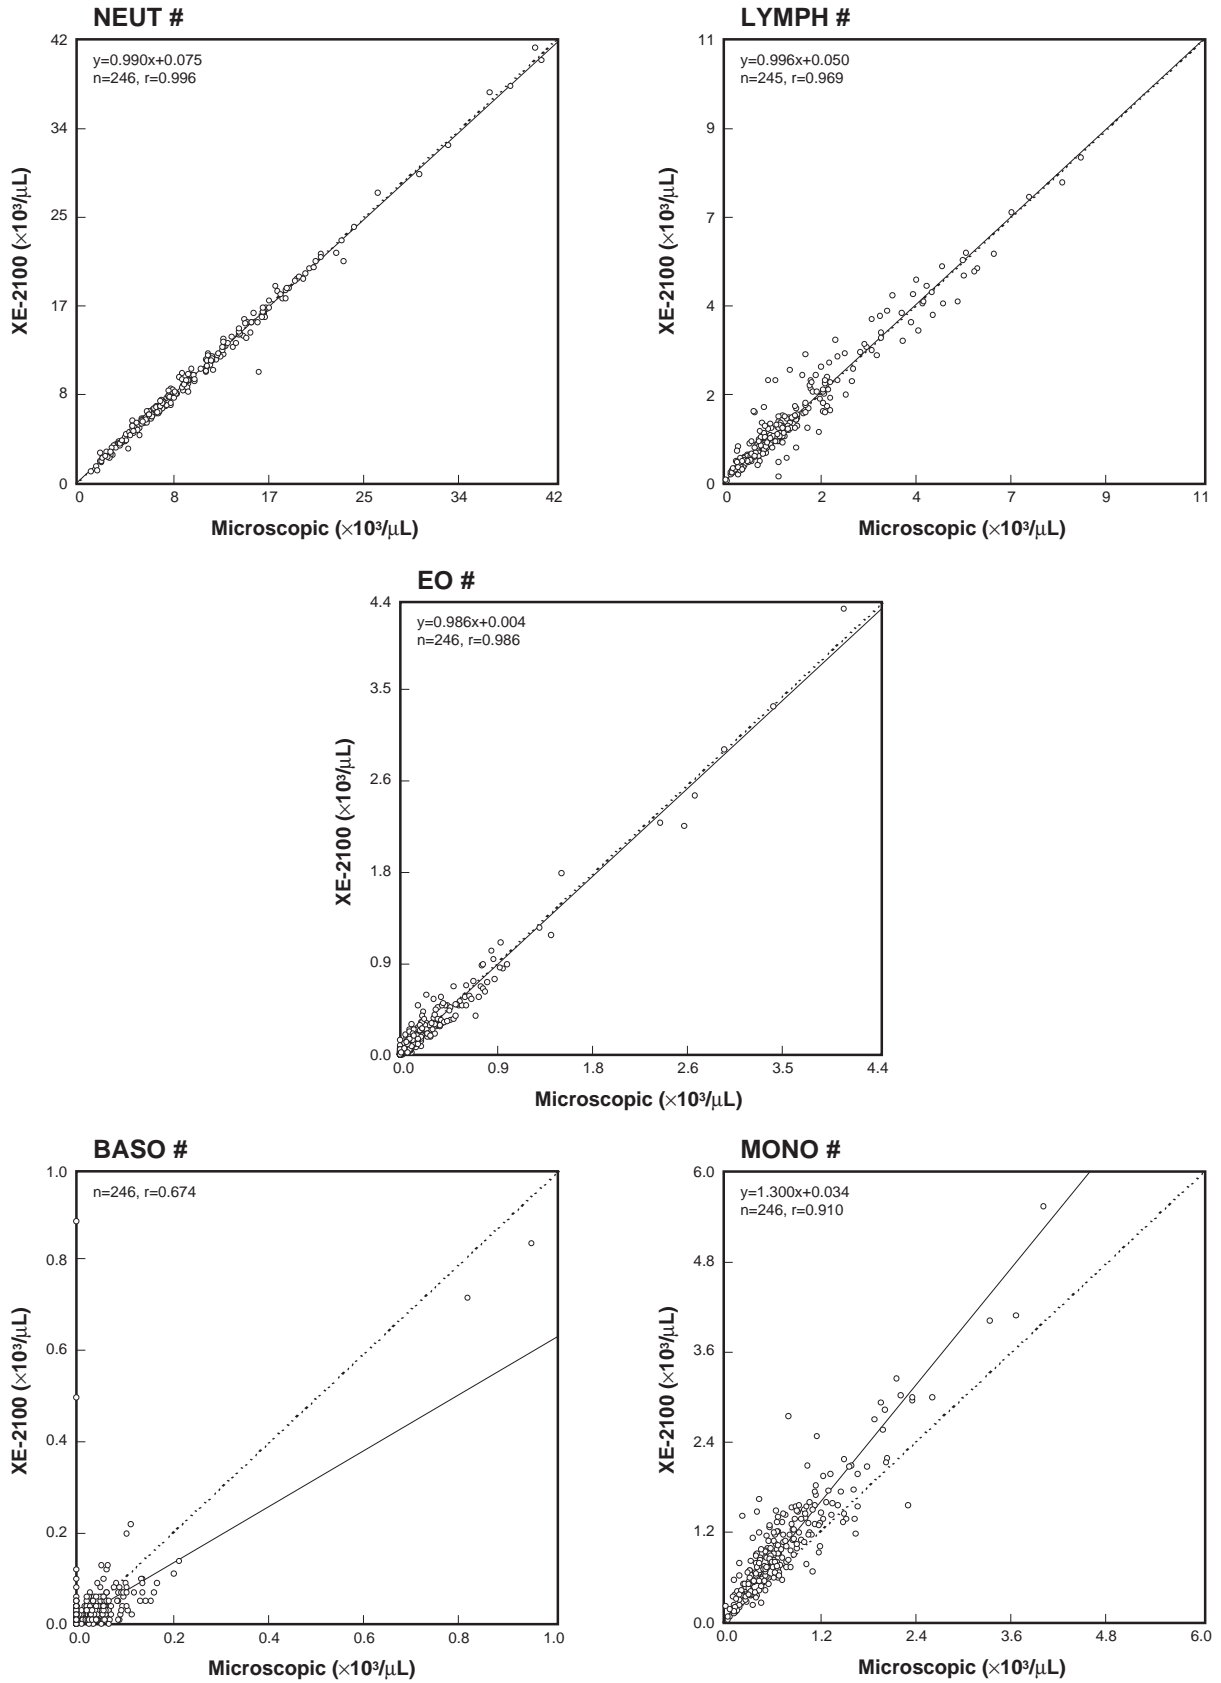 NEUT #
y=0.990x+0.075
n=246, r=0.996
42
34
25
17
8
0
XE-2100 (×10³/μL)
0 8 17 25 34 42
Microscopic (×10³/μL)
LYMPH #
y=0.996x+0.050
n=245, r=0.969
11
9
7
4
2
0
XE-2100 (×10³/μL)
0 2 4 7 9 11
Microscopic (×10³/μL)
EO #
y=0.986x+0.004
n=246, r=0.986
4.4
3.5
2.6
1.8
0.9
0.0
XE-2100 (×10³/μL)
0.0 0.9 1.8 2.6 3.5 4.4
Microscopic (×10³/μL)
BASO #
n=246, r=0.674
1.0
0.8
0.6
0.4
0.2
0.0
XE-2100 (×10³/μL)
0.0 0.2 0.4 0.6 0.8 1.0
Microscopic (×10³/μL)
MONO #
y=1.300x+0.034
n=246, r=0.910
6.0
4.8
3.6
2.4
1.2
0.0
XE-2100 (×10³/μL)
0.0 1.2 2.4 3.6 4.8 6.0
Microscopic (×10³/μL)